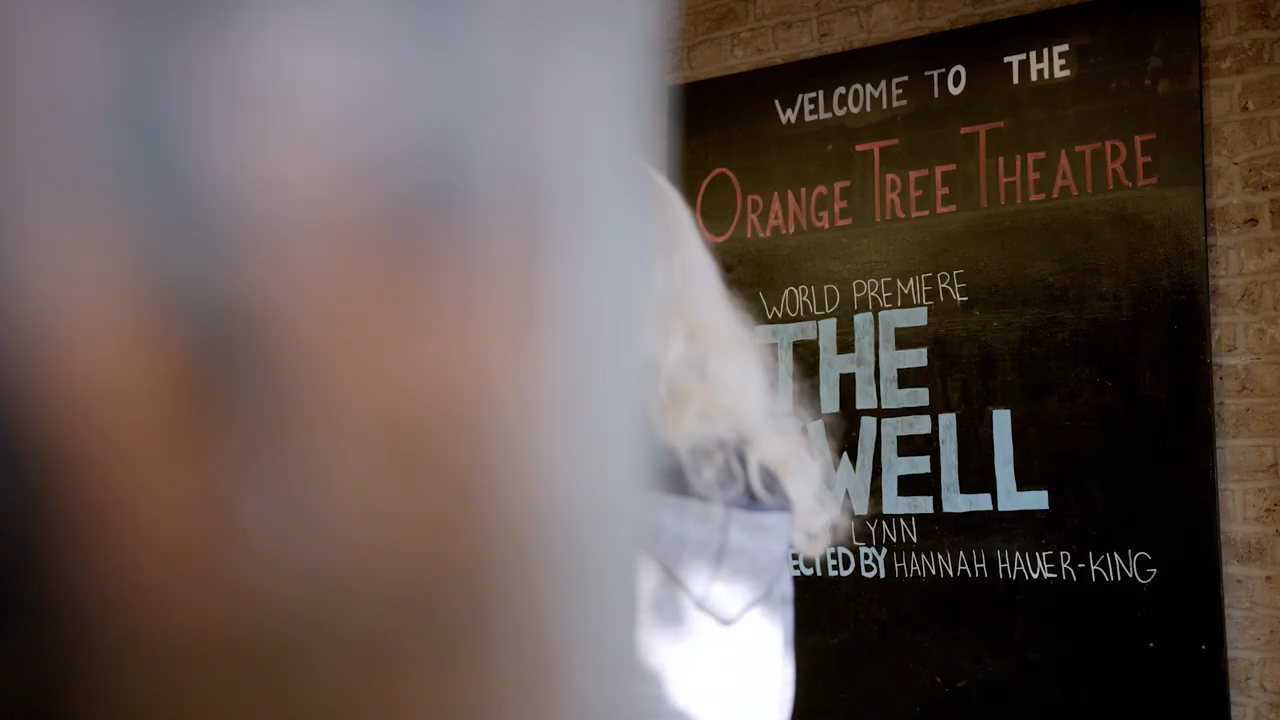 WELCOME TO THE
ORANGE TREE THEATRE
WORLD PREMIERE
THE
WELL
LYNN
ECTED BY HANNAH HAUER-KING